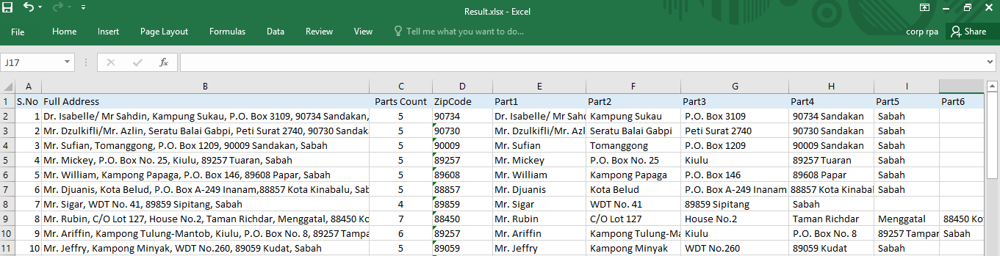 Result.xlsx - Excel
File Home Insert Page Layout Formulas Data Review View Tell me what you want to do... corp rpa Share
J17 fx
A B C D E F G H I
1 S.No Full Address Parts Count ZipCode Part1 Part2 Part3 Part4 Part5 Part6
2 1 Dr. Isabelle/ Mr Sahdin, Kampung Sukau, P.O. Box 3109, 90734 Sandakan, 5 90734 Dr. Isabelle/ Mr Sahd Kampung Sukau P.O. Box 3109 90734 Sandakan Sabah
3 2 Mr. Dzulkifli/Mr. Azlin, Seratu Balai Gabpi, Peti Surat 2740, 90730 Sandak 5 90730 Mr. Dzulkifli/Mr. Azl Seratu Balai Gabpi Peti Surat 2740 90730 Sandakan Sabah
4 3 Mr. Sufian, Tomanggong, P.O. Box 1209, 90009 Sandakan, Sabah 5 90009 Mr. Sufian Tomanggong P.O. Box 1209 90009 Sandakan Sabah
5 4 Mr. Mickey, P.O. Box No. 25, Kiulu, 89257 Tuaran, Sabah 5 89257 Mr. Mickey P.O. Box No. 25 Kiulu 89257 Tuaran Sabah
6 5 Mr. William, Kampong Papaga, P.O. Box 146, 89608 Papar, Sabah 5 89608 Mr. William Kampong Papaga P.O. Box 146 89608 Papar Sabah
7 6 Mr. Djuanis, Kota Belud, P.O. Box A-249 Inanam,88857 Kota Kinabalu, Sab 5 88857 Mr. Djuanis Kota Belud P.O. Box A-249 Inanam 88857 Kota Kinabal Sabah
8 7 Mr. Sigar, WDT No. 41, 89859 Sipitang, Sabah 4 89859 Mr. Sigar WDT No. 41 89859 Sipitang Sabah
9 8 Mr. Rubin, C/O Lot 127, House No.2, Taman Richdar, Menggatal, 88450 Ko 7 88450 Mr. Rubin C/O Lot 127 House No.2 Taman Richdar Menggatal 88450 Ko
10 9 Mr. Ariffin, Kampong Tulung-Mantob, Kiulu, P.O. Box No. 8, 89257 Tampa 6 89257 Mr. Ariffin Kampong Tulung-Ma Kiulu P.O. Box No. 8 89257 Tampar Sabah
11 10 Mr. Jeffry, Kampong Minyak, WDT No.260, 89059 Kudat, Sabah 5 89059 Mr. Jeffry Kampong Minyak WDT No.260 89059 Kudat Sabah